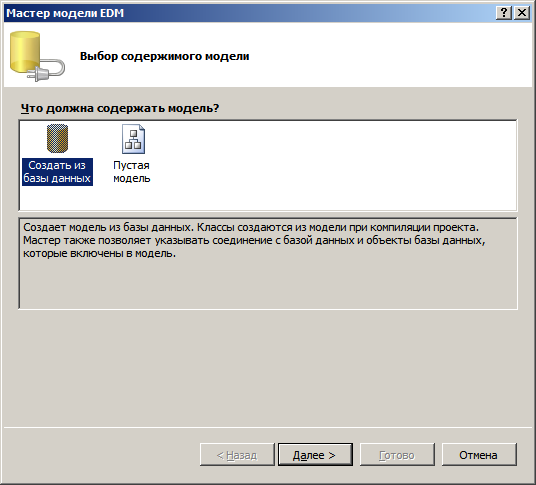 Мастер модели EDM
Выбор содержимого модели
Что должна содержать модель?
Создать из
базы данных
Пустая
модель
Создает модель из базы данных. Классы создаются из модели при компиляции проекта.
Мастер также позволяет указывать соединение с базой данных и объекты базы данных,
которые включены в модель.
< Назад
Далее >
Готово
Отмена